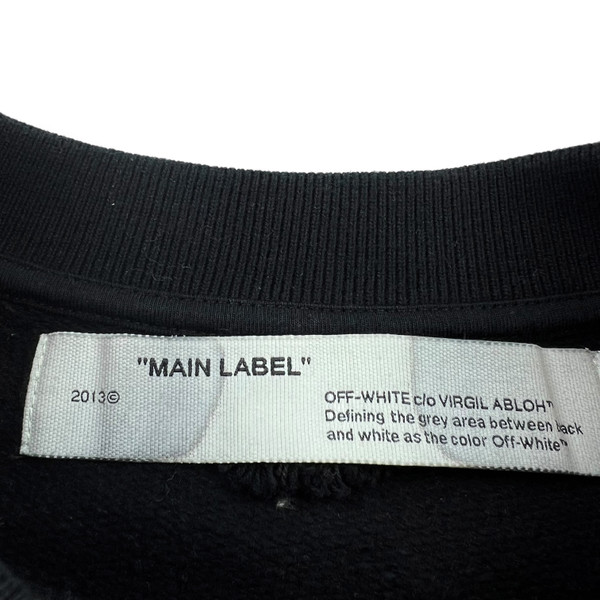 "MAIN LABEL"
2013©
OFF-WHITE c/o VIRGIL ABLOH™
Defining the grey area between black
and white as the color Off-White™